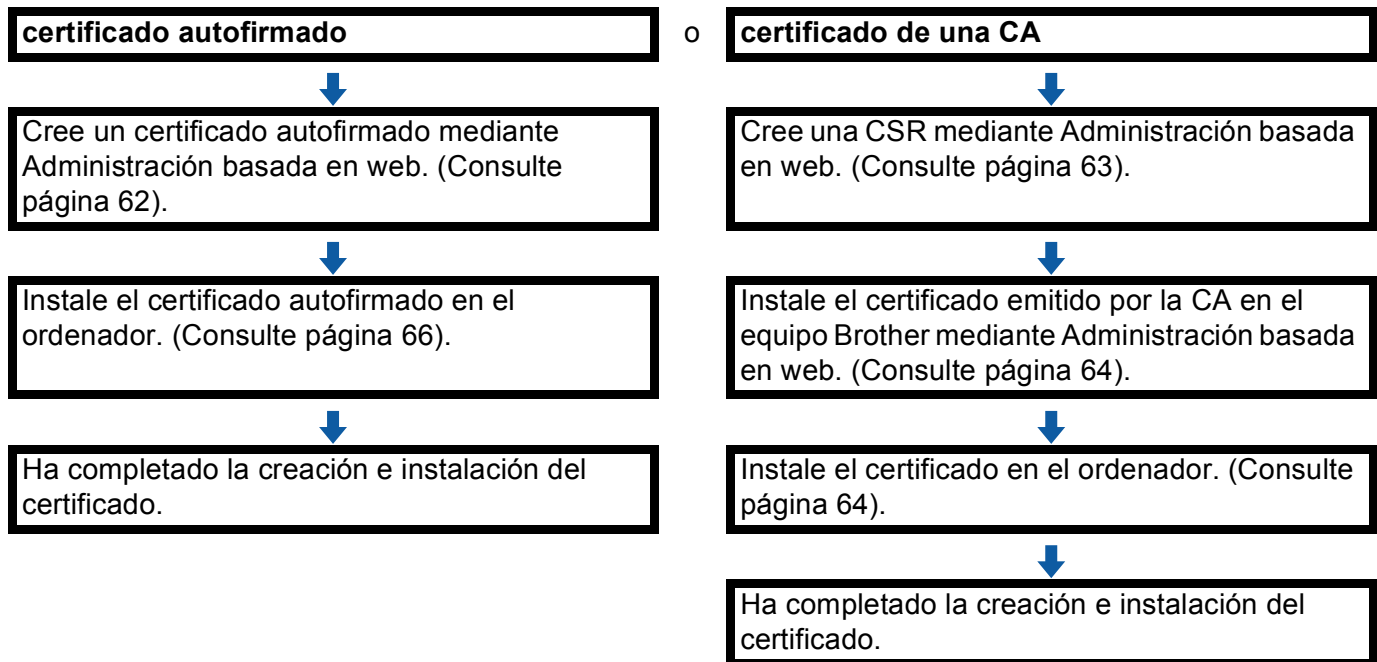 certificado autofirmado
o
certificado de una CA
Cree un certificado autofirmado mediante
Administración basada en web. (Consulte
página 62).
Cree una CSR mediante Administración basada
en web. (Consulte página 63).
Instale el certificado autofirmado en el
ordenador. (Consulte página 66).
Instale el certificado emitido por la CA en el
equipo Brother mediante Administración basada
en web. (Consulte página 64).
Ha completado la creación e instalación del
certificado.
Instale el certificado en el ordenador. (Consulte
página 64).
Ha completado la creación e instalación del
certificado.